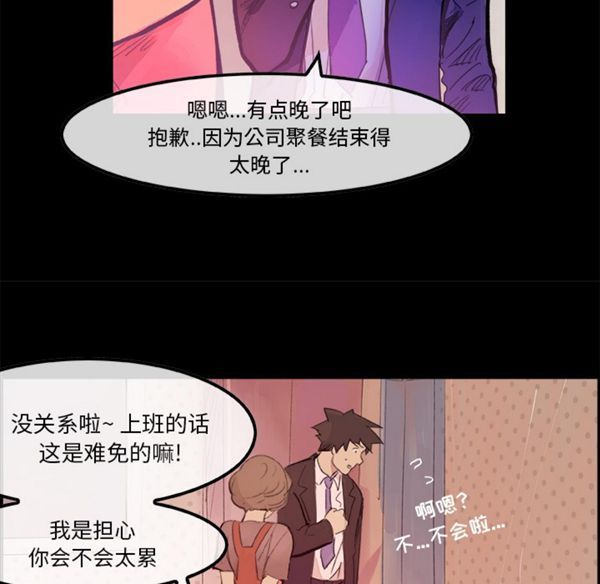 嗯嗯...有点晚了吧
抱歉..因为公司聚餐结束得
太晚了...
没关系啦~ 上班的话
这是难免的嘛!
我是担心
你会不会太累
啊嗯?
不...不会啦...